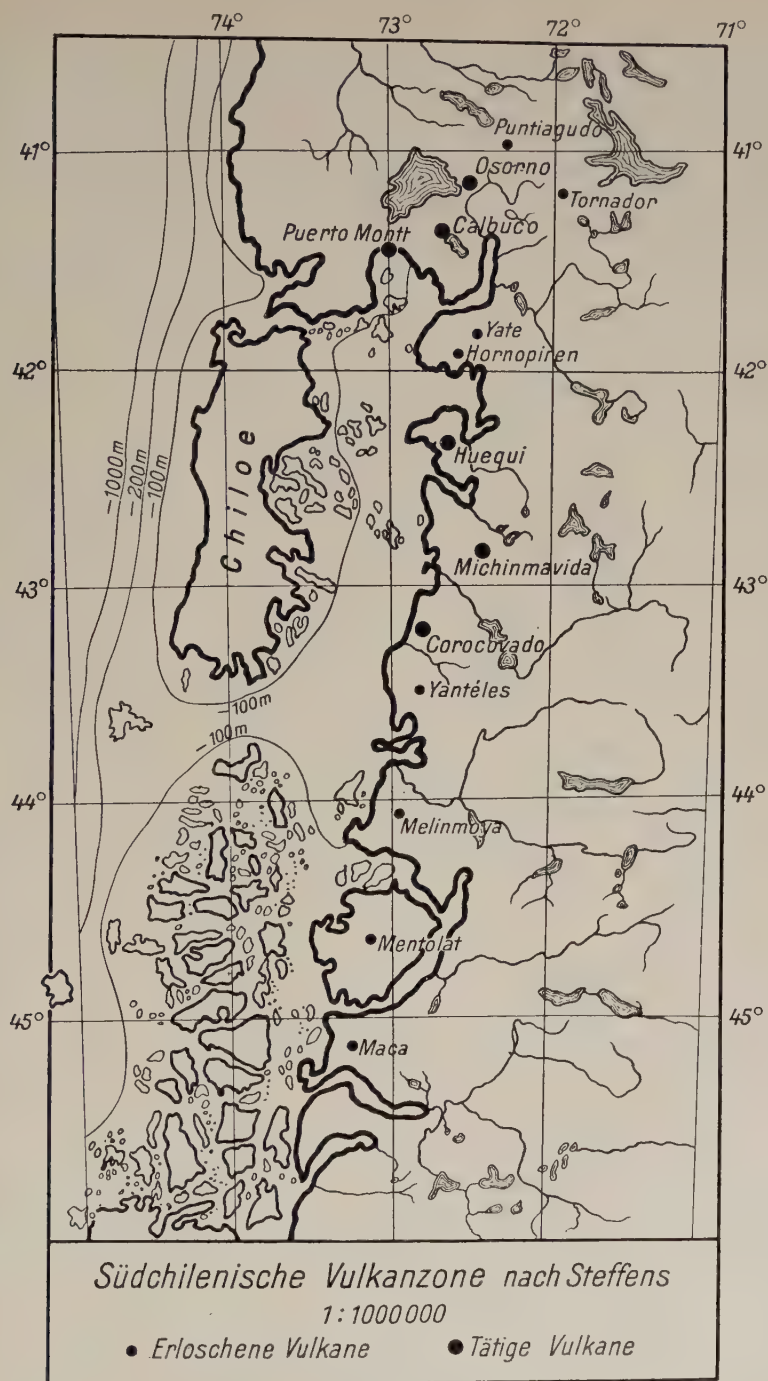 74° 73° 72° 71°
Puntiagudo
41° 41°
Osorno
Tornador
Calbuco
Puerto Montt
Yate
Hornopiren
42° 42°
Chiloe
Huequi
-1000m
-200m
-100m
Michinmavida
43° 43°
Corocovado
Yantéles
-100m
-100m
44° 44°
Melinmoya
Mentolat
45° 45°
Maca
Südchilenische Vulkanzone nach Steffens
1:1000000
Erloschene Vulkane Tätige Vulkane